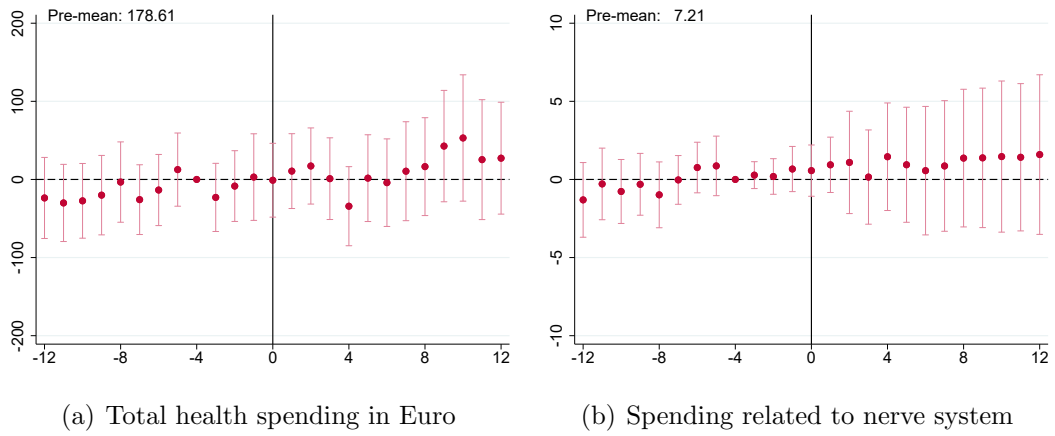 Pre-mean: 178.61
200
100
0
-100
-200
-12 -8 -4 0 4 8 12
(a) Total health spending in Euro
Pre-mean: 7.21
10
5
0
-5
-10
-12 -8 -4 0 4 8 12
(b) Spending related to nerve system